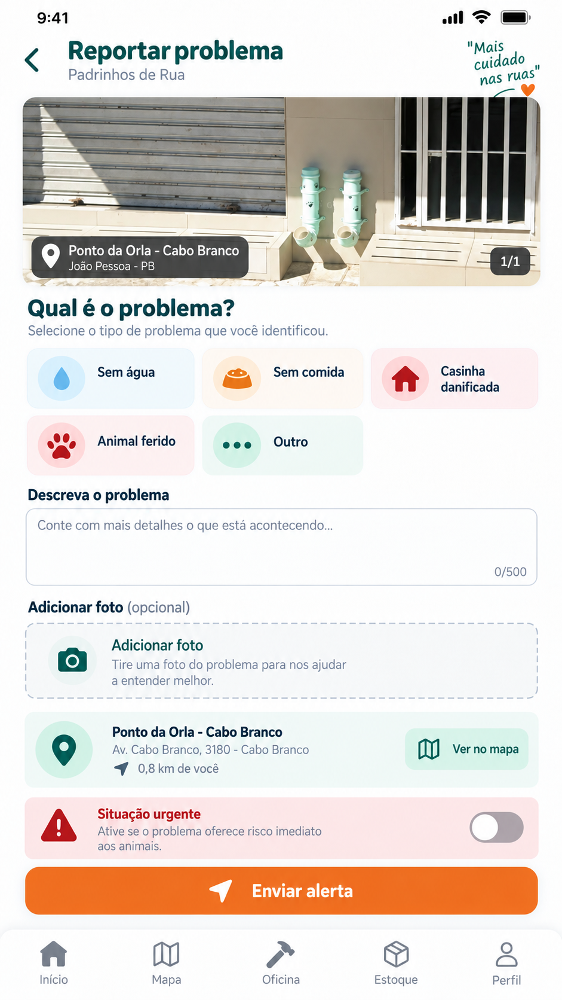 9:41
Reportar problema
Padrinhos de Rua
"Mais
cuidado
nas ruas"
Ponto da Orla - Cabo Branco
João Pessoa - PB
1/1
Qual é o problema?
Selecione o tipo de problema que você identificou.
Sem água
Sem comida
Casinha
danificada
Animal ferido
Outro
Descreva o problema
Conte com mais detalhes o que está acontecendo...
0/500
Adicionar foto (opcional)
Adicionar foto
Tire uma foto do problema para nos ajudar
a entender melhor.
Ponto da Orla - Cabo Branco
Av. Cabo Branco, 3180 - Cabo Branco
0,8 km de você
Ver no mapa
Situação urgente
Ative se o problema oferece risco imediato
aos animais.
Enviar alerta
Início
Mapa
Oficina
Estoque
Perfil